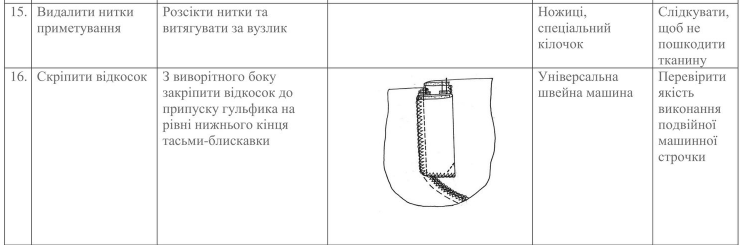 15. Видалити нитки
приметування
Розсікти нитки та
витягувати за вузлик
Ножиці,
спеціальний
кілочок
Слідкувати,
щоб не
пошкодити
тканину
16. Скріпити відкосок
З виворітного боку
закріпити відкосок до
припуску гульфика на
рівні нижнього кінця
тасьми-блискавки
Універсальна
швейна машина
Перевірити
якість
виконання
подвійної
машинної
строчки